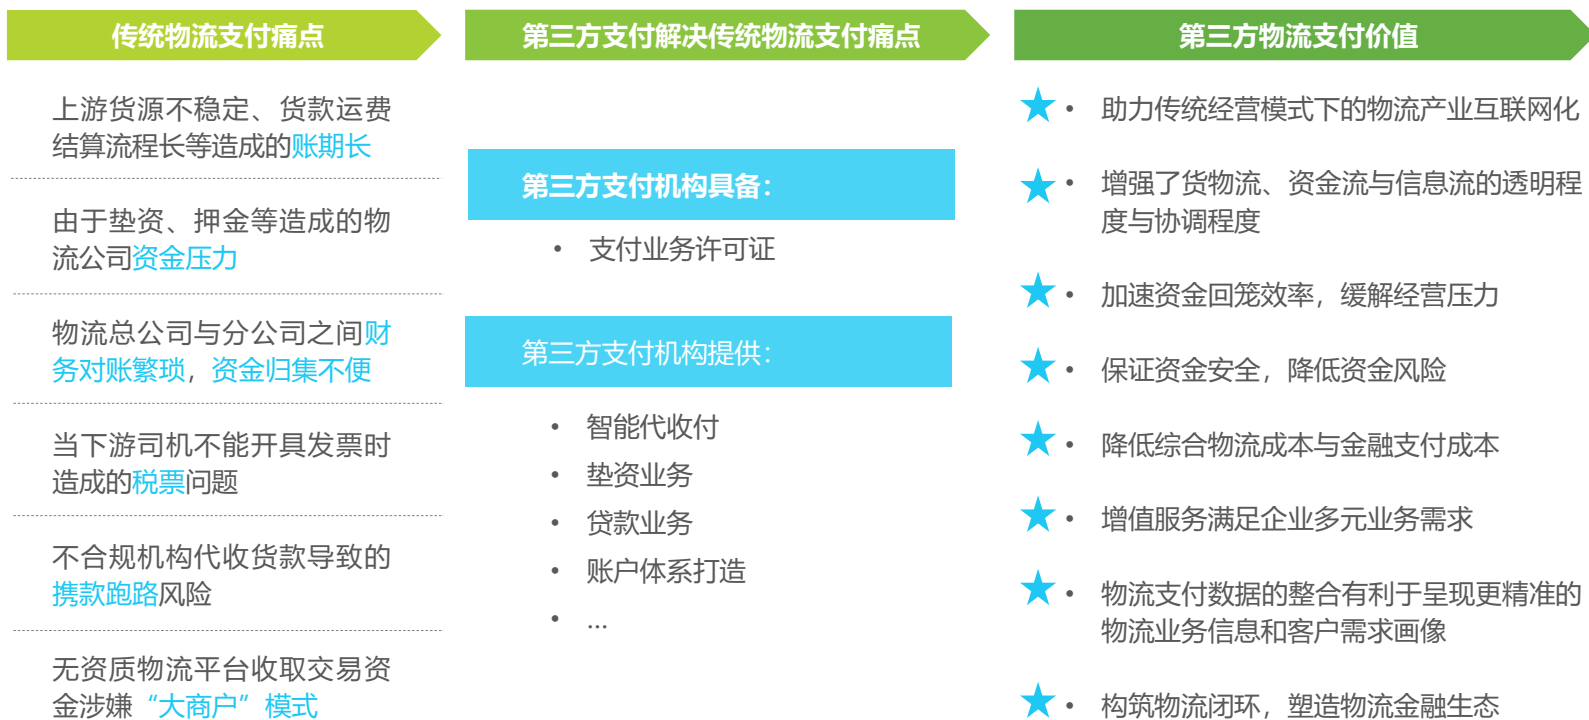 传统物流支付痛点
上游货源不稳定、货款运费
结算流程长等造成的账期长
由于垫资、押金等造成的物
流公司资金压力
物流总公司与分公司之间财
务对账繁琐，资金归集不便
当下游司机不能开具发票时
造成的税票问题
不合规机构代收货款导致的
携款跑路风险
无资质物流平台收取交易资
金涉嫌“大商户”模式
第三方支付解决传统物流支付痛点
第三方支付机构具备：
• 支付业务许可证
第三方支付机构提供：
• 智能代收付
• 垫资业务
• 贷款业务
• 账户体系打造
• ...
第三方物流支付价值
• 助力传统经营模式下的物流产业互联网化
• 增强了货物流、资金流与信息流的透明程
度与协调程度
• 加速资金回笼效率，缓解经营压力
• 保证资金安全，降低资金风险
• 降低综合物流成本与金融支付成本
• 增值服务满足企业多元业务需求
• 物流支付数据的整合有利于呈现更精准的
物流业务信息和客户需求画像
• 构筑物流闭环，塑造物流金融生态